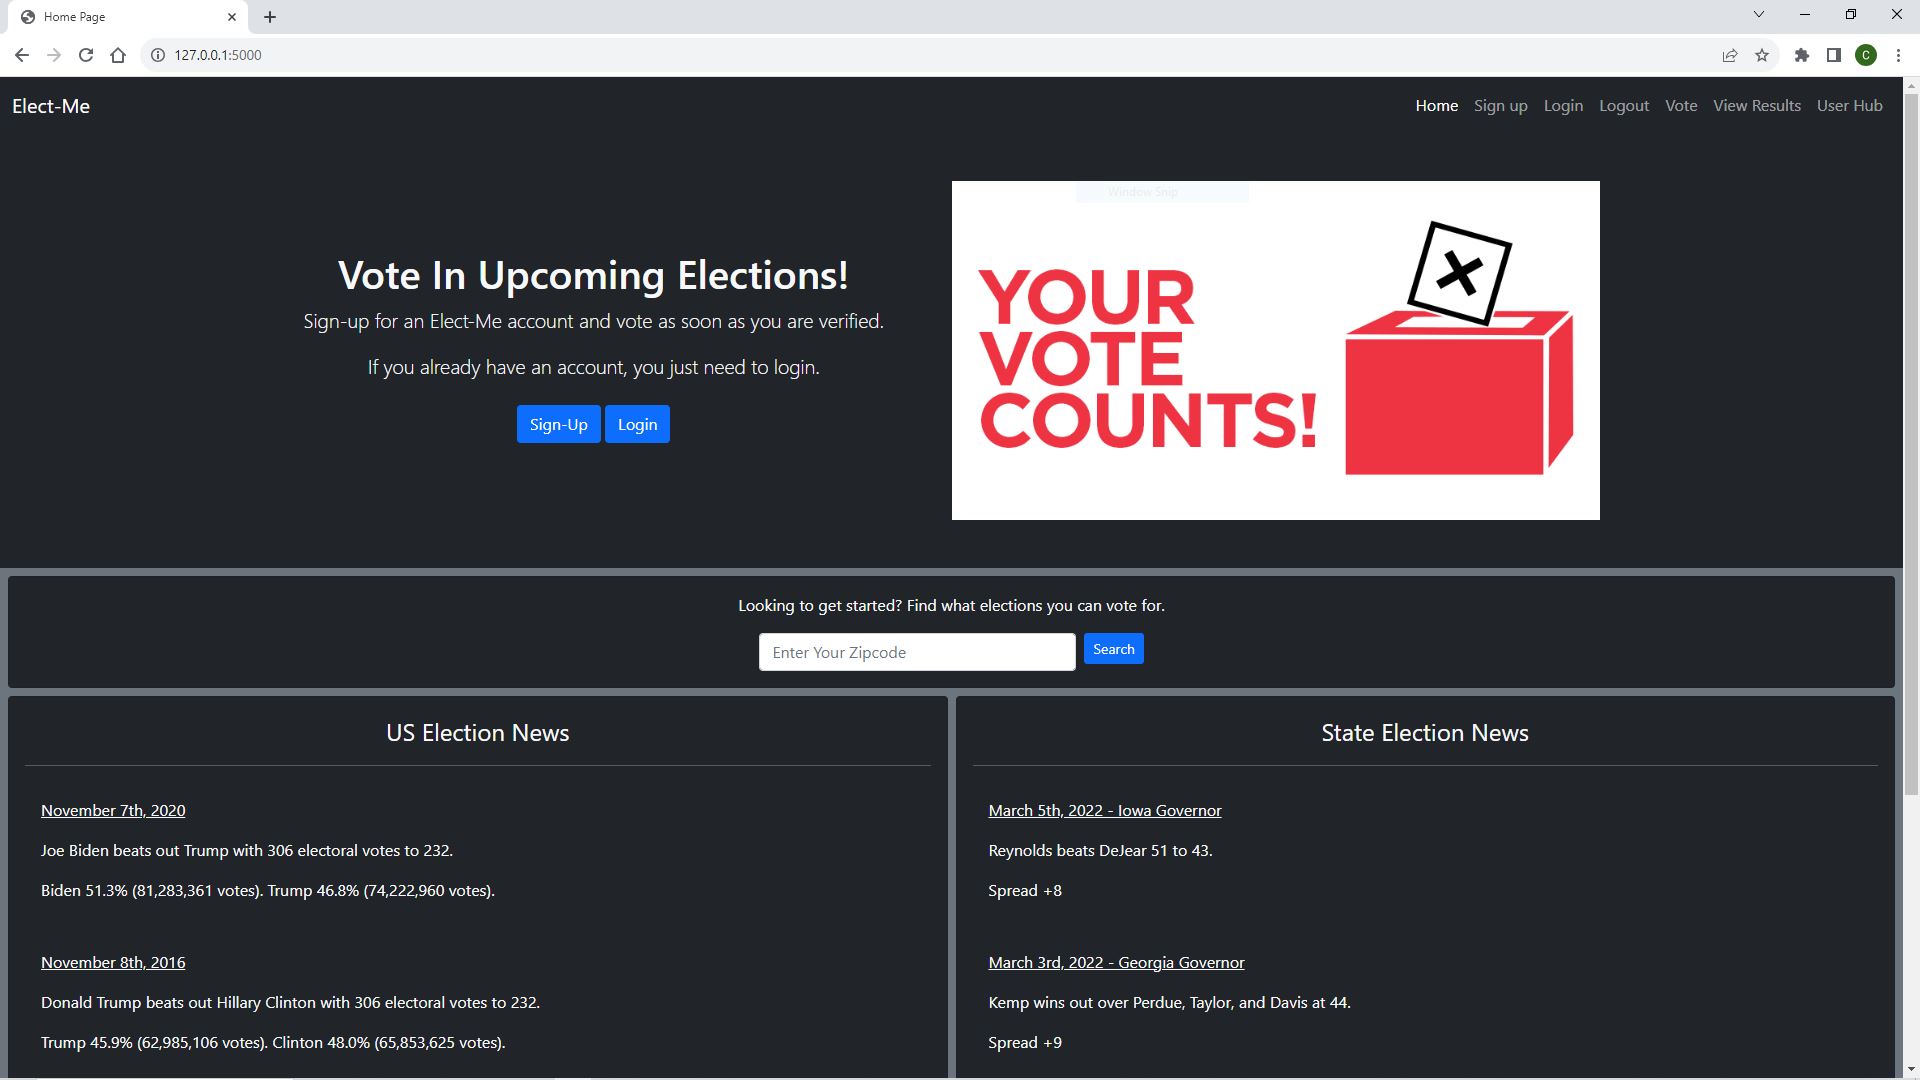 Home Page
127.0.0.1:5000
C
Elect-Me
Home Sign up Login Logout Vote View Results User Hub
Window Snip
Vote In Upcoming Elections!
Sign-up for an Elect-Me account and vote as soon as you are verified.
If you already have an account, you just need to login.
Sign-Up Login
YOUR
VOTE
COUNTS!
Looking to get started? Find what elections you can vote for.
Enter Your Zipcode Search
US Election News
November 7th, 2020
Joe Biden beats out Trump with 306 electoral votes to 232.
Biden 51.3% (81,283,361 votes). Trump 46.8% (74,222,960 votes).
November 8th, 2016
Donald Trump beats out Hillary Clinton with 306 electoral votes to 232.
Trump 45.9% (62,985,106 votes). Clinton 48.0% (65,853,625 votes).
State Election News
March 5th, 2022 - Iowa Governor
Reynolds beats DeJear 51 to 43.
Spread +8
March 3rd, 2022 - Georgia Governor
Kemp wins out over Perdue, Taylor, and Davis at 44.
Spread +9